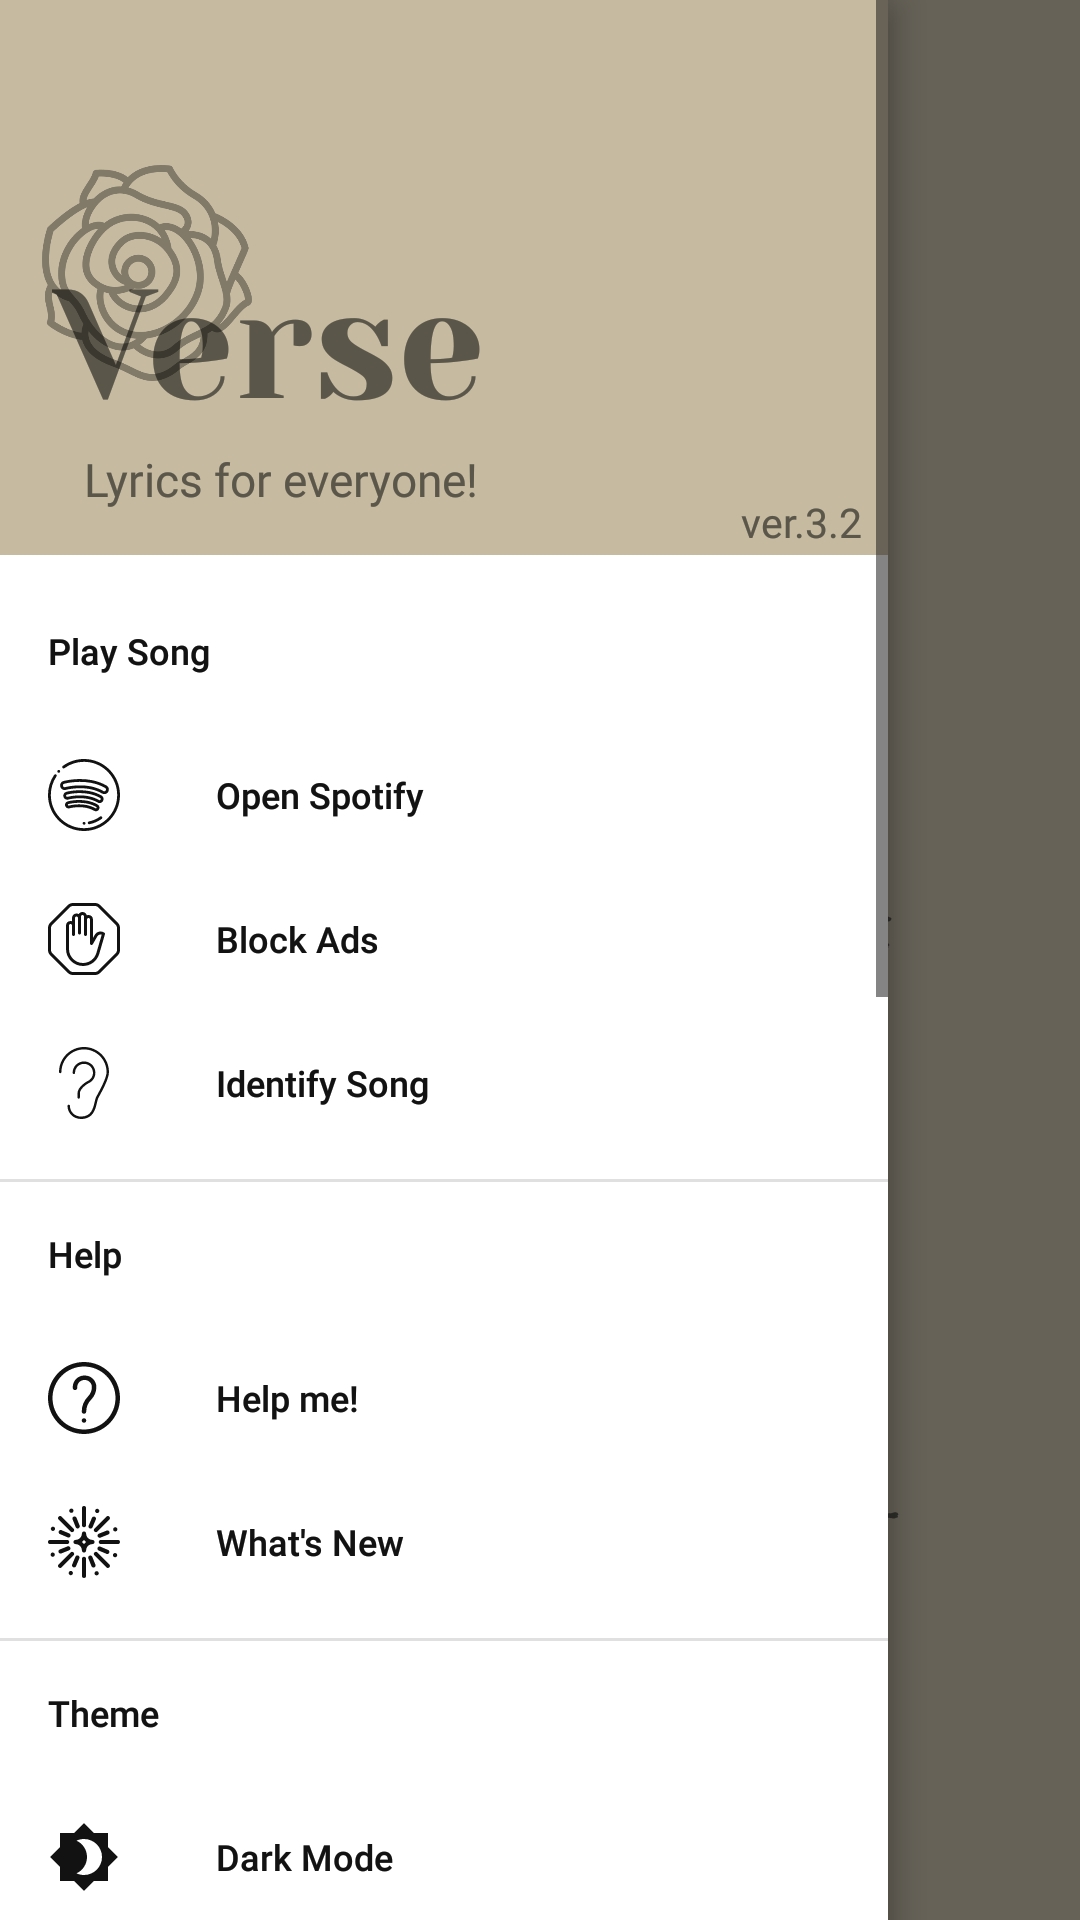 Verse
Lyrics for everyone!
ver.3.2
Play Song
Open Spotify
Block Ads
Identify Song
Help
Help me!
What's New
Theme
Dark Mode